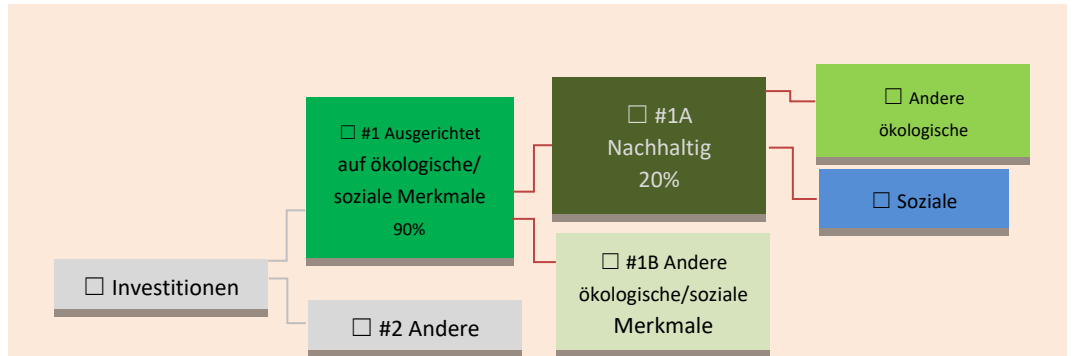 ☐ Investitionen
☐ #1 Ausgerichtet
auf ökologische/
soziale Merkmale
90%
☐ #2 Andere
☐ #1A
Nachhaltig
20%
☐ #1B Andere
ökologische/soziale
Merkmale
☐ Andere
ökologische
☐ Soziale